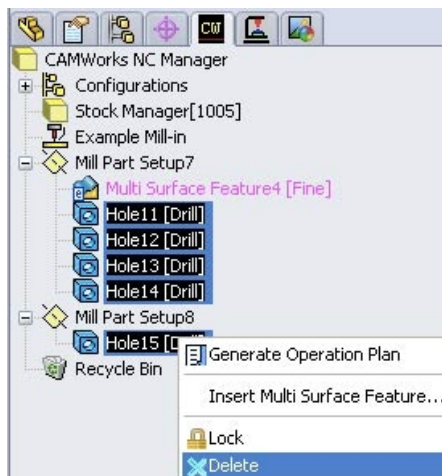 CW
CAMWorks NC Manager
Configurations
Stock Manager[1005]
Example Mill-in
Mill Part Setup7
Multi Surface Feature4 [Fine]
Hole11 [Drill]
Hole12 [Drill]
Hole13 [Drill]
Hole14 [Drill]
Mill Part Setup8
Hole15 [Drill]
Recycle Bin
Generate Operation Plan
Insert Multi Surface Feature...
Lock
Delete